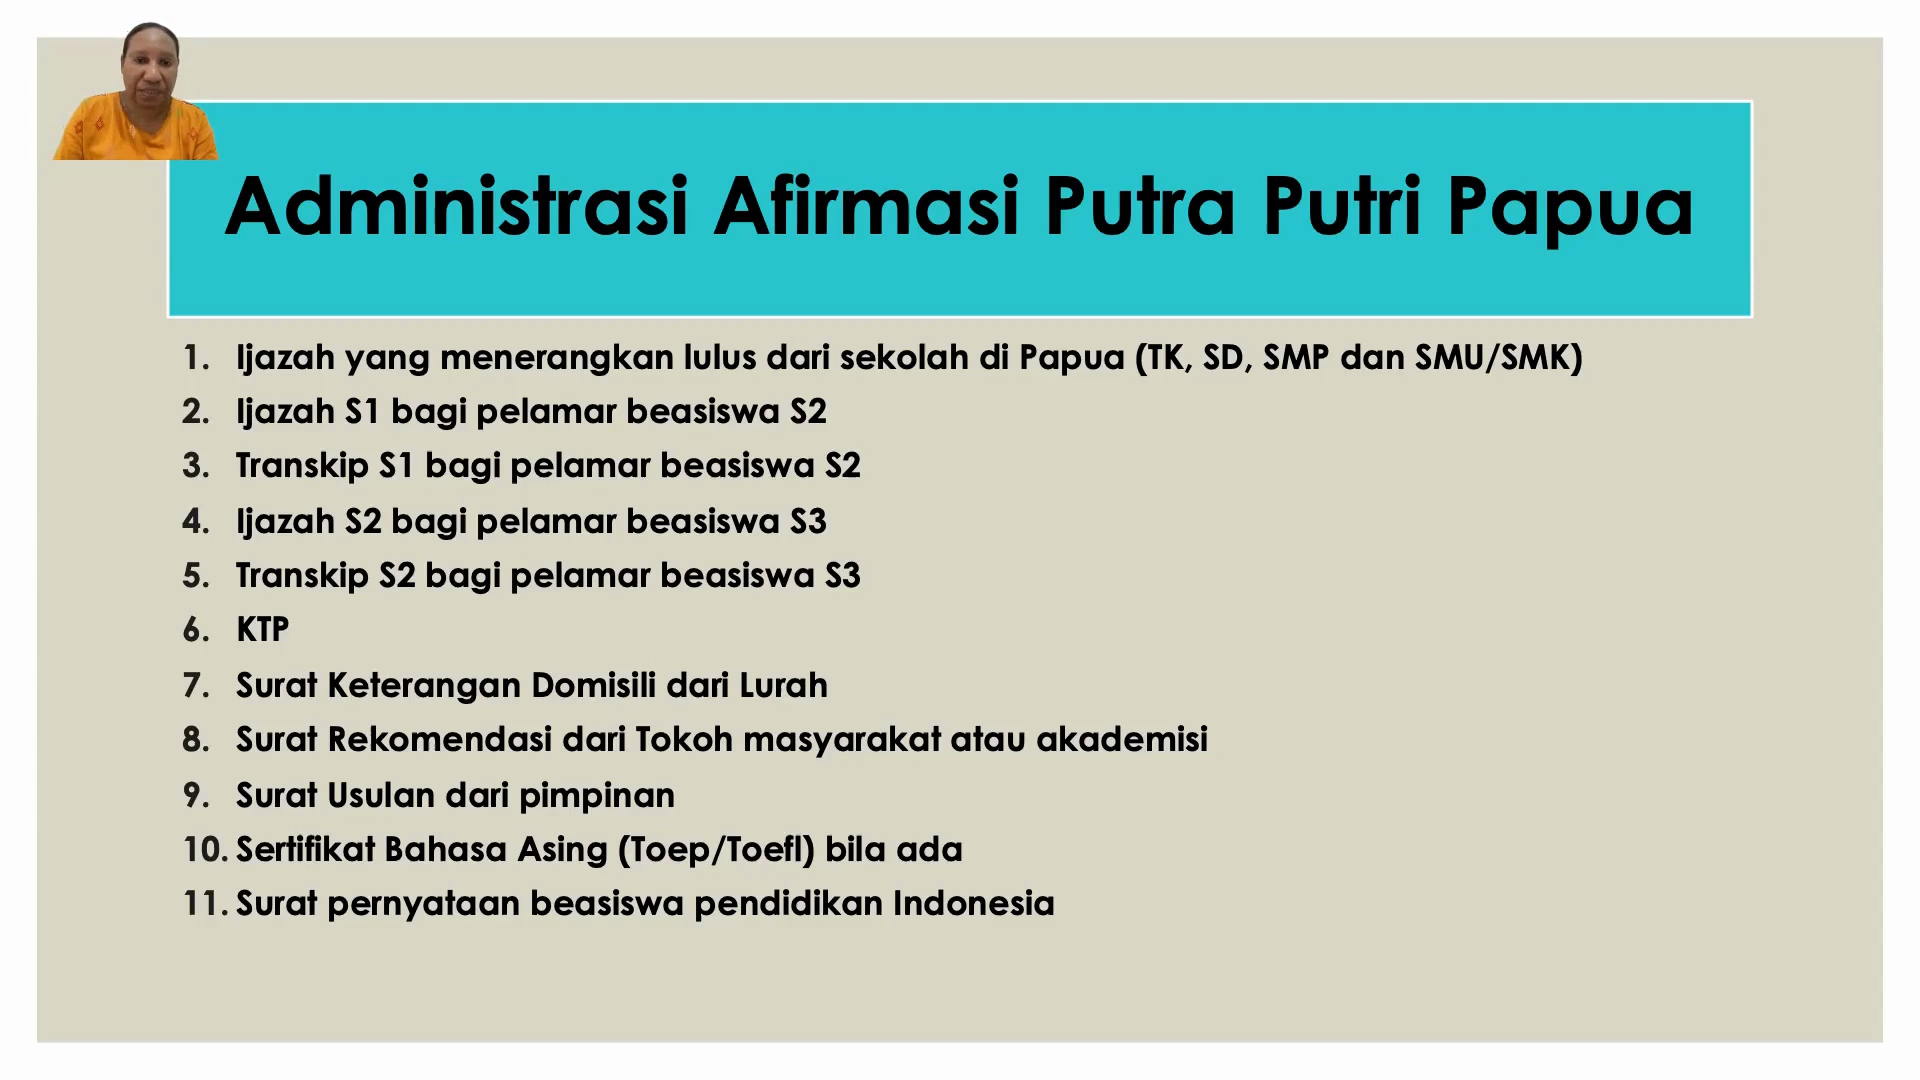 Administrasi Afirmasi Putra Putri Papua
1. Ijazah yang menerangkan lulus dari sekolah di Papua (TK, SD, SMP dan SMU/SMK)
2. Ijazah S1 bagi pelamar beasiswa S2
3. Transkip S1 bagi pelamar beasiswa S2
4. Ijazah S2 bagi pelamar beasiswa S3
5. Transkip S2 bagi pelamar beasiswa S3
6. KTP
7. Surat Keterangan Domisili dari Lurah
8. Surat Rekomendasi dari Tokoh masyarakat atau akademisi
9. Surat Usulan dari pimpinan
10. Sertifikat Bahasa Asing (Toep/Toefl) bila ada
11. Surat pernyataan beasiswa pendidikan Indonesia